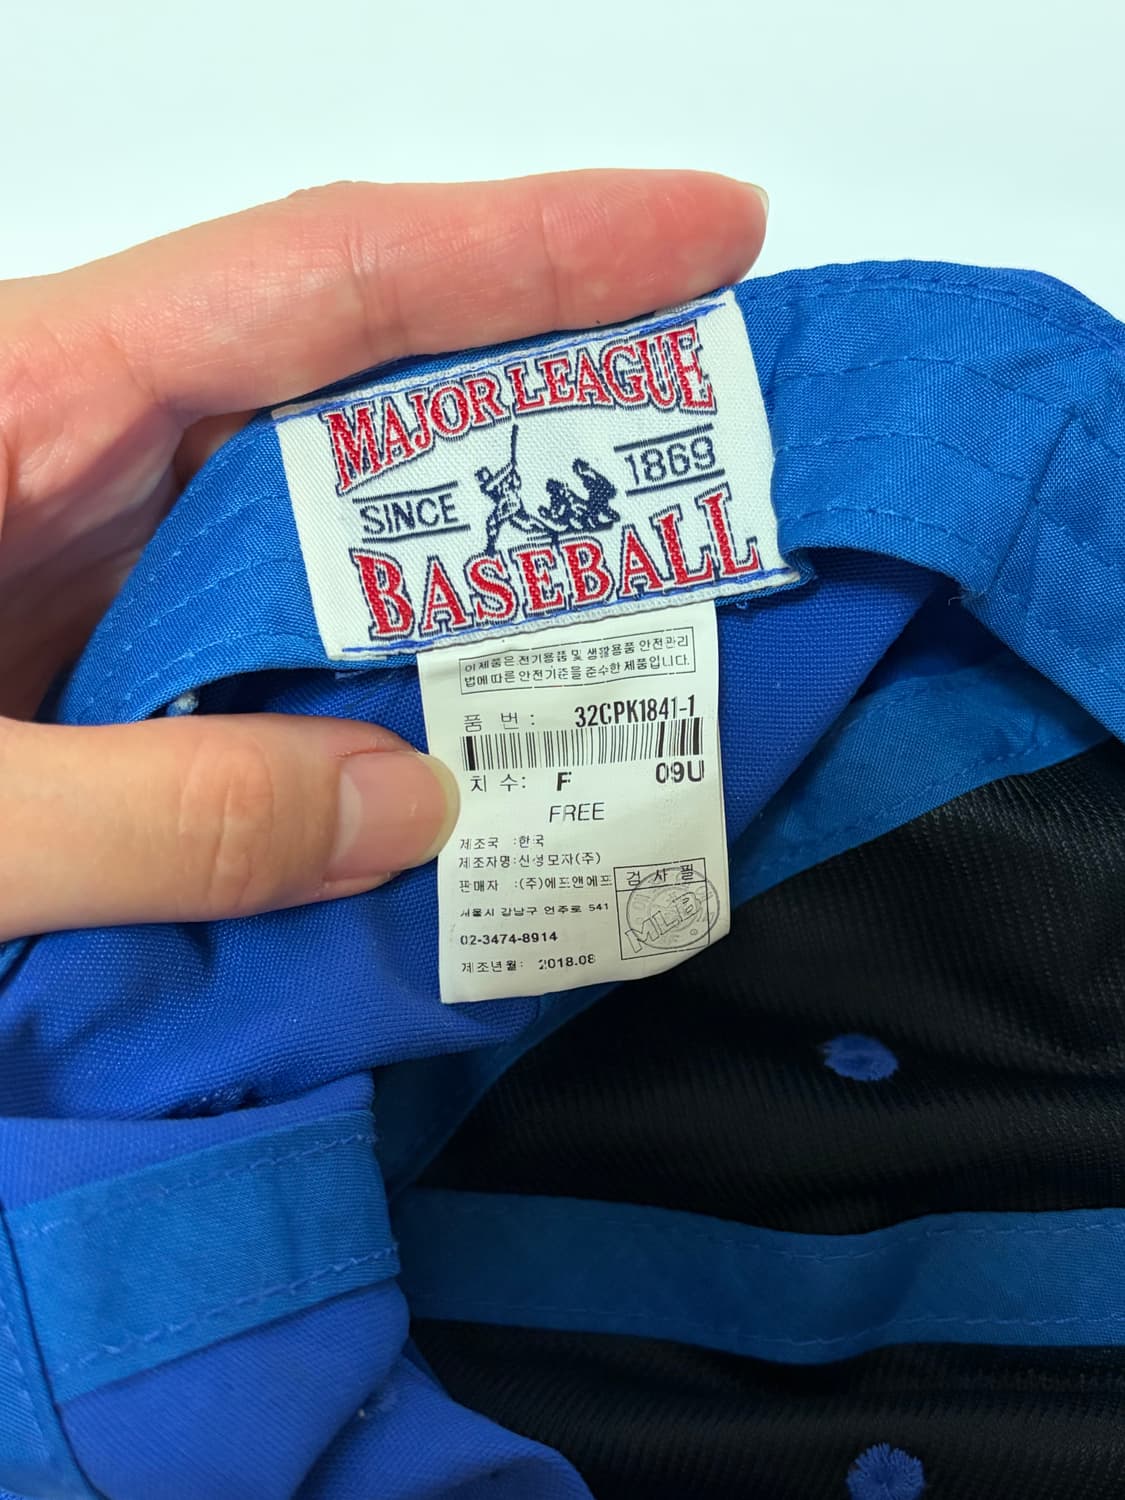 MAJOR LEAGUE
SINCE 1869
BASEBALL
이 제품은 전기용품 및 생활용품 안전관리
법에 따른 안전기준을 준수한 제품입니다.
품 번 : 32CPK1841-1
치 수: F 09U
FREE
제조국 :한국
제조자명:신성모자(주)
판매자 :(주)에프앤에프
서울시 강남구 언주로 541
02-3474-8914
제조년월: 2018.08
검 사 필
MLB